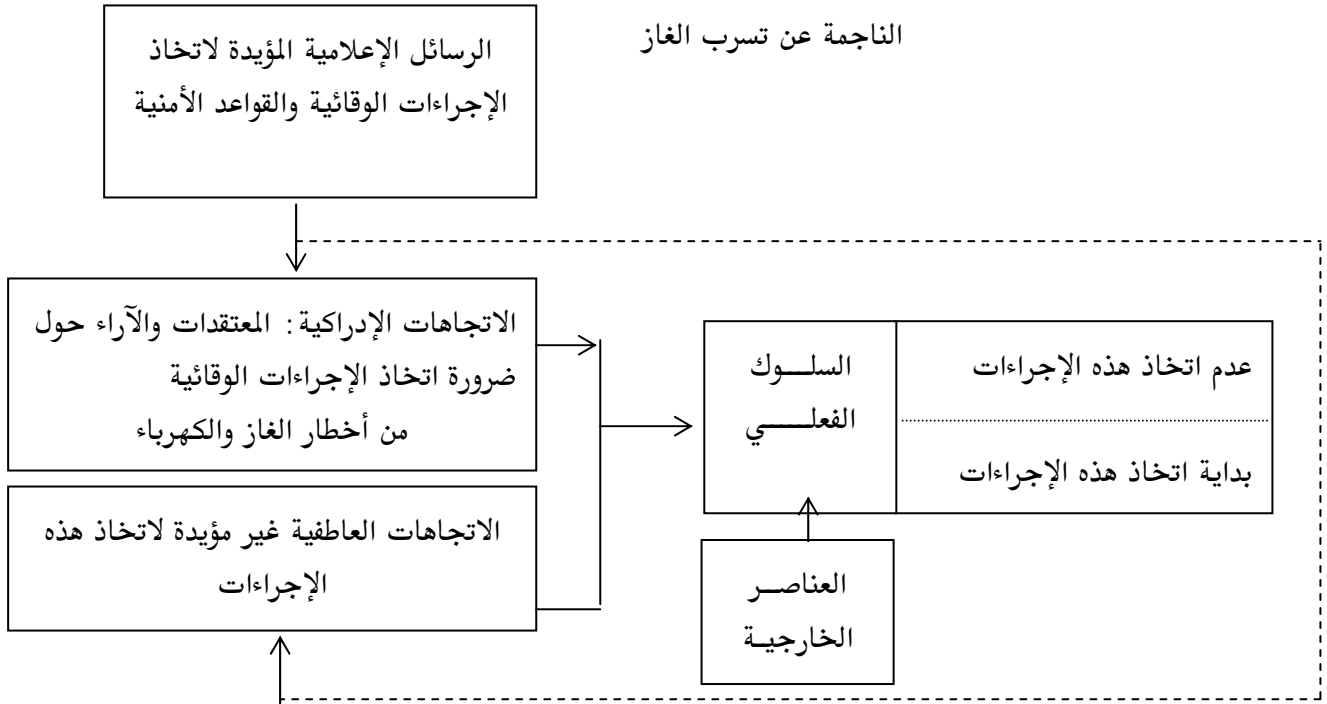 الناجمة عن تسرب الغاز
الرسائل الإعلامية المؤيدة لاتخاذ
الإجراءات الوقائية والقواعد الأمنية
الاتجاهات الإدراكية : المعتقدات والآراء حول
ضرورة اتخاذ الإجراءات الوقائية
من أخطار الغاز والكهرباء
الاتجاهات العاطفية غير مؤيدة لاتخاذ هذه
الإجراءات
عدم اتخاذ هذه الإجراءات
بداية اتخاذ هذه الإجراءات
السلـــوك
الفعلــــي
العناصــر
الخارجيــة